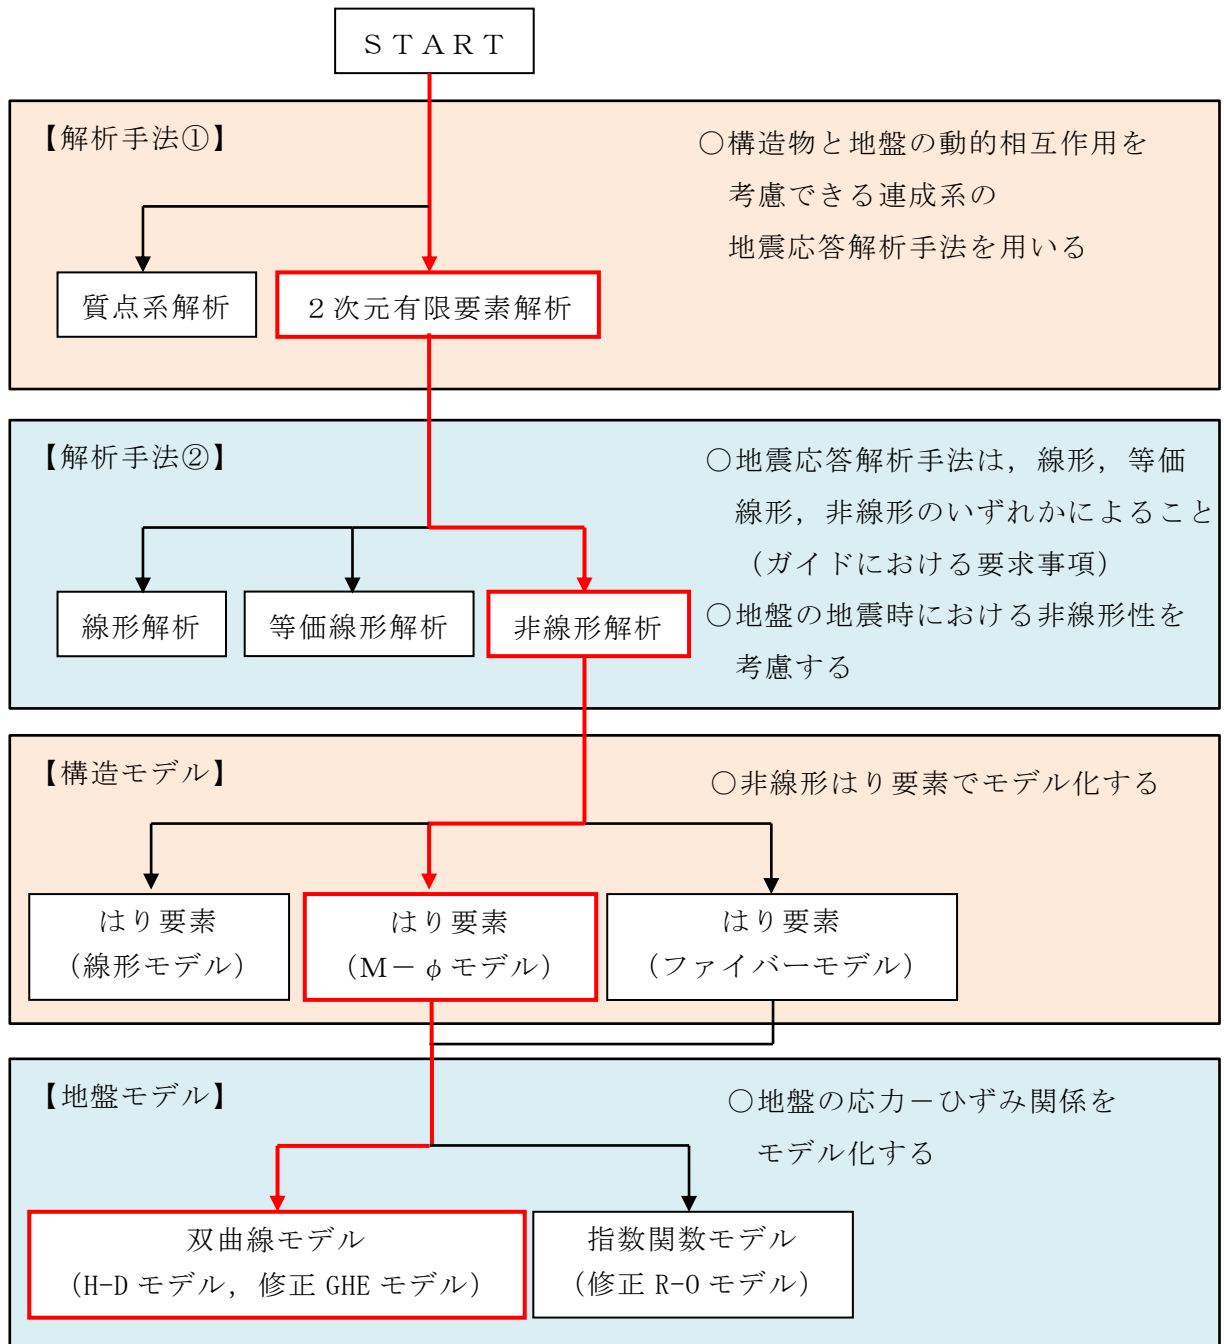 ＳＴＡＲＴ
【解析手法①】
○構造物と地盤の動的相互作用を
考慮できる連成系の
地震応答解析手法を用いる
質点系解析
２次元有限要素解析
【解析手法②】
○地震応答解析手法は，線形，等価
線形，非線形のいずれかによること
（ガイドにおける要求事項）
○地盤の地震時における非線形性を
考慮する
線形解析
等価線形解析
非線形解析
【構造モデル】
○非線形はり要素でモデル化する
はり要素
（線形モデル）
はり要素
（Ｍ－φモデル）
はり要素
（ファイバーモデル）
【地盤モデル】
○地盤の応力－ひずみ関係を
モデル化する
双曲線モデル
（H-D モデル，修正 GHE モデル）
指数関数モデル
（修正 R-O モデル）